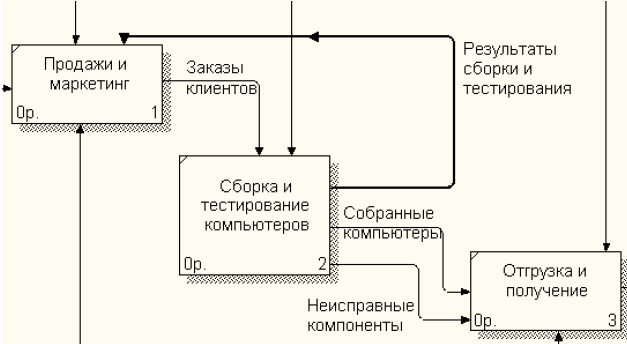 Продажи и
маркетинг
0р. 1
Заказы
клиентов
Результаты
сборки и
тестирования
Сборка и
тестирование
компьютеров
0р. 2
Собранные
компьютеры
Неисправные
компоненты
Отгрузка и
получение
0р. 3